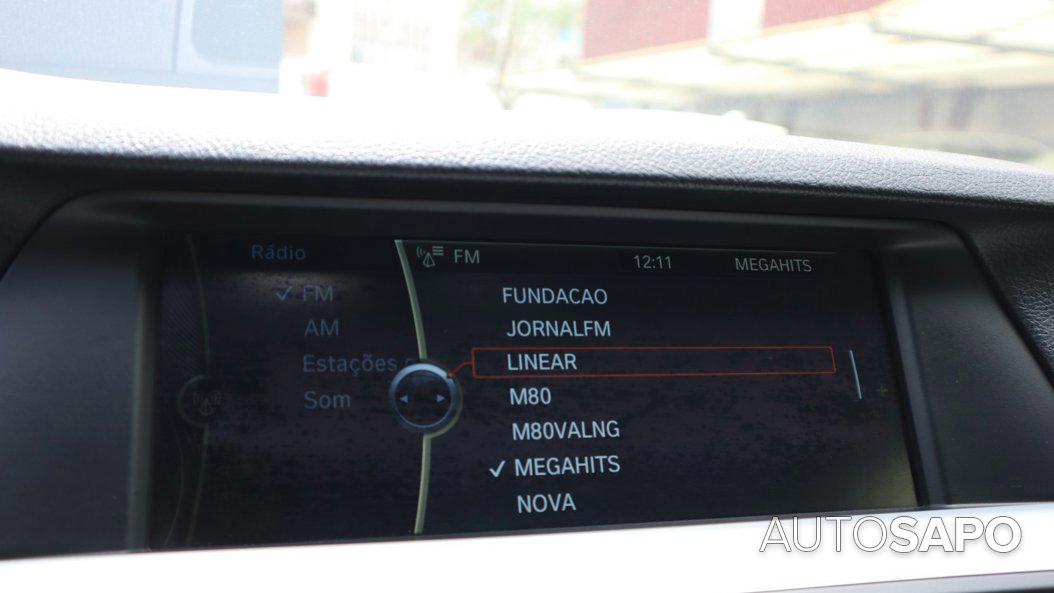 Rádio
FM
AM
Estações
Som
FM 12:11 MEGAHITS
FUNDACAO
JORNALFM
LINEAR
M80
M80VALNG
✓ MEGAHITS
NOVA
AUTOSAPO